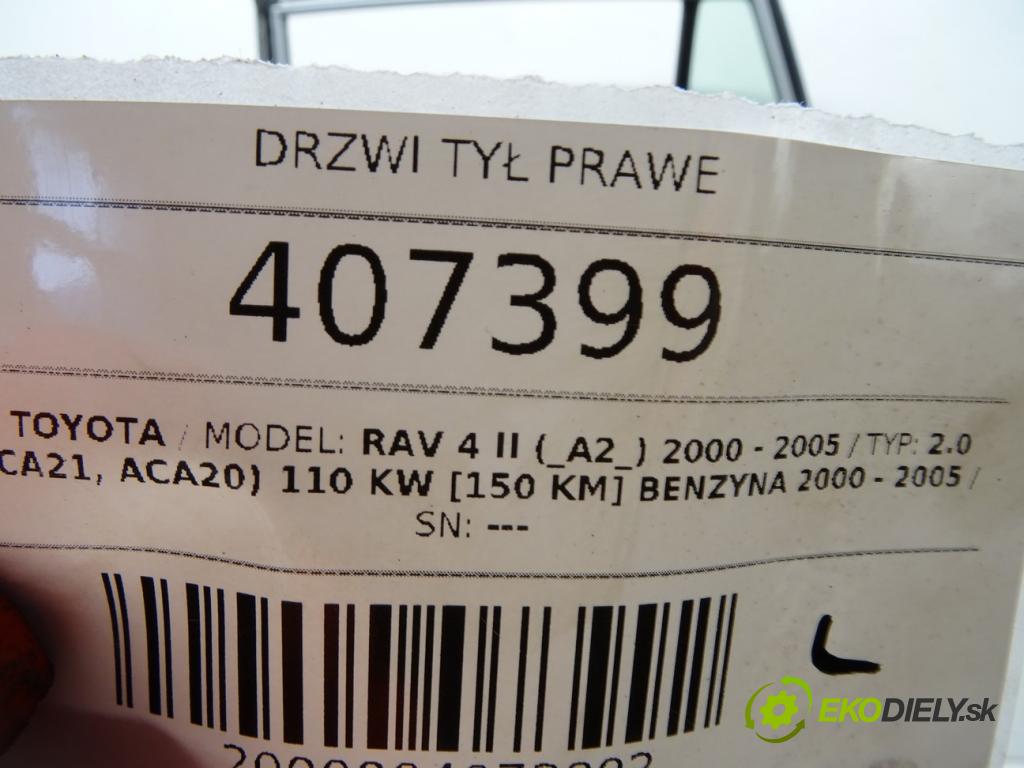 DRZWI TYŁ PRAWE
407399
TOYOTA / MODEL: RAV 4 II (_A2_) 2000 - 2005 / TYP: 2.0
CA21, ACA20) 110 KW [150 KM] BENZYNA 2000 - 2005 /
SN: ---
L
EKODIELY.sk